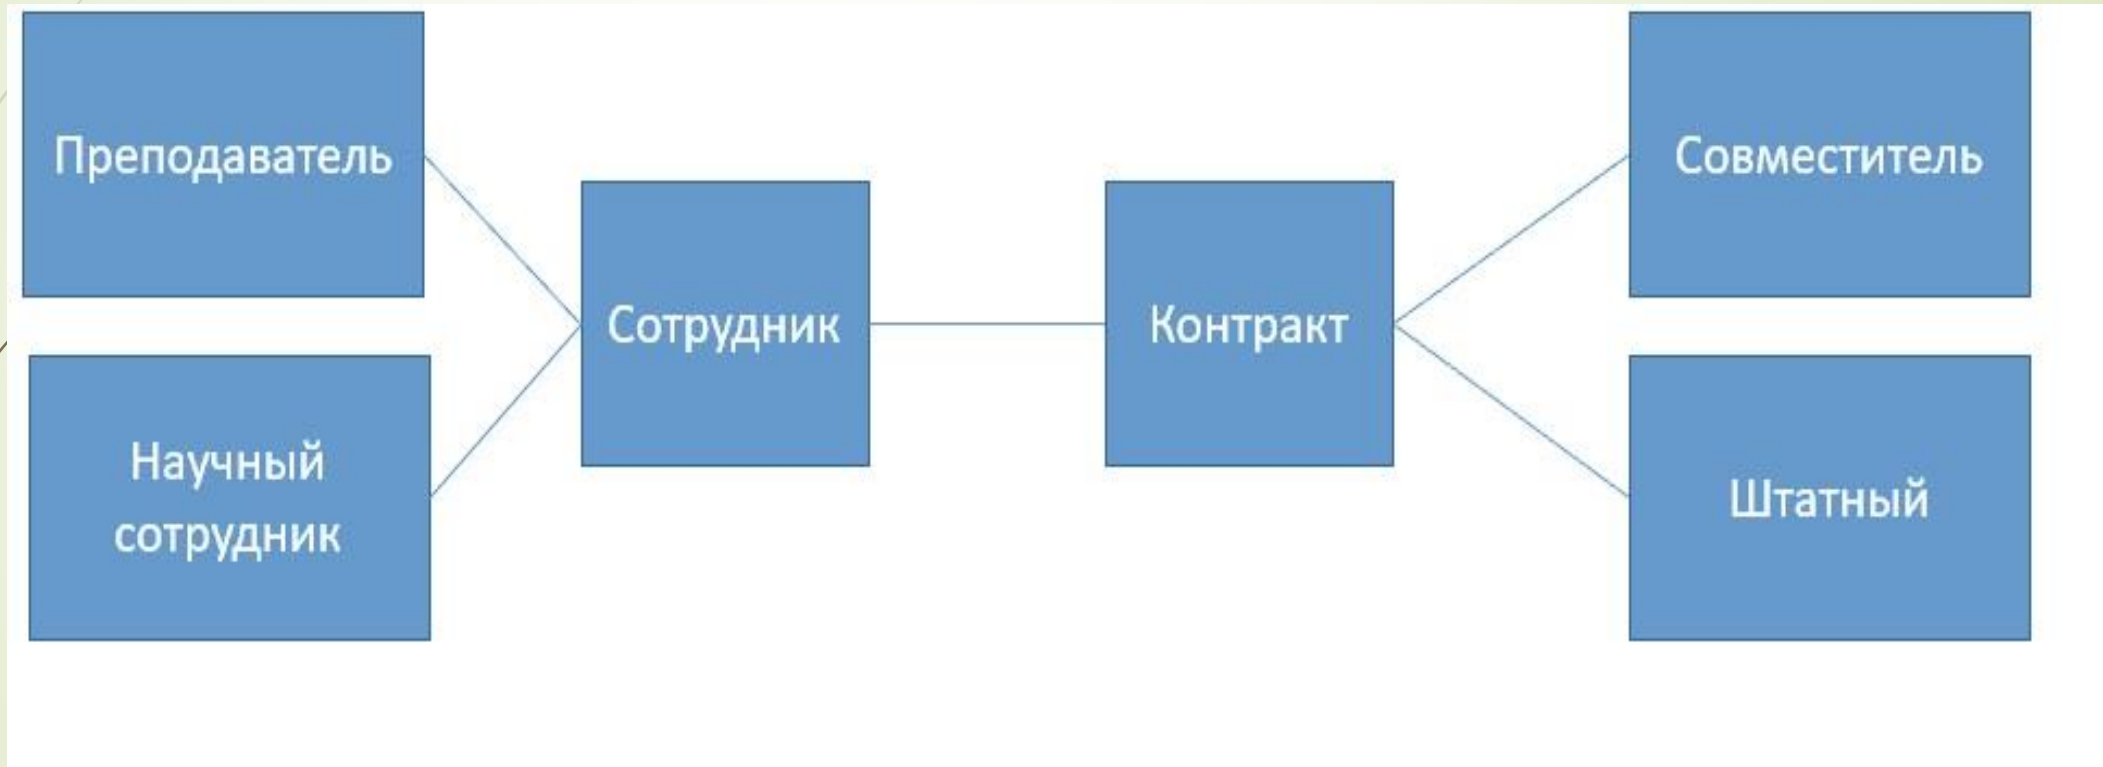 Преподаватель
Научный
сотрудник
Сотрудник
Контракт
Совместитель
Штатный